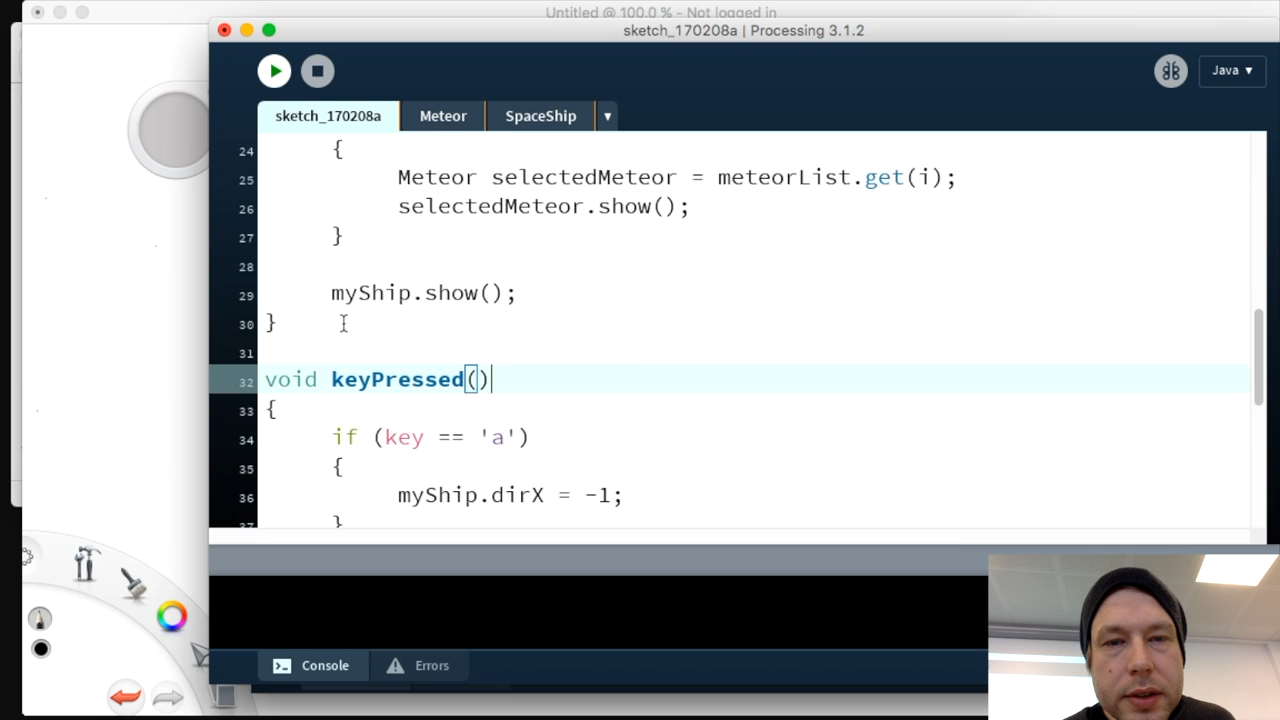 Untitled @ 100.0 % - Not logged in
sketch_170208a | Processing 3.1.2
Java ▾
sketch_170208a Meteor SpaceShip ▾
24 {
25 Meteor selectedMeteor = meteorList.get(i);
26 selectedMeteor.show();
27 }
28
29 myShip.show();
30 }
31
32 void keyPressed()
33 {
34 if (key == 'a')
35 {
36 myShip.dirX = -1;
37 }
Console Errors